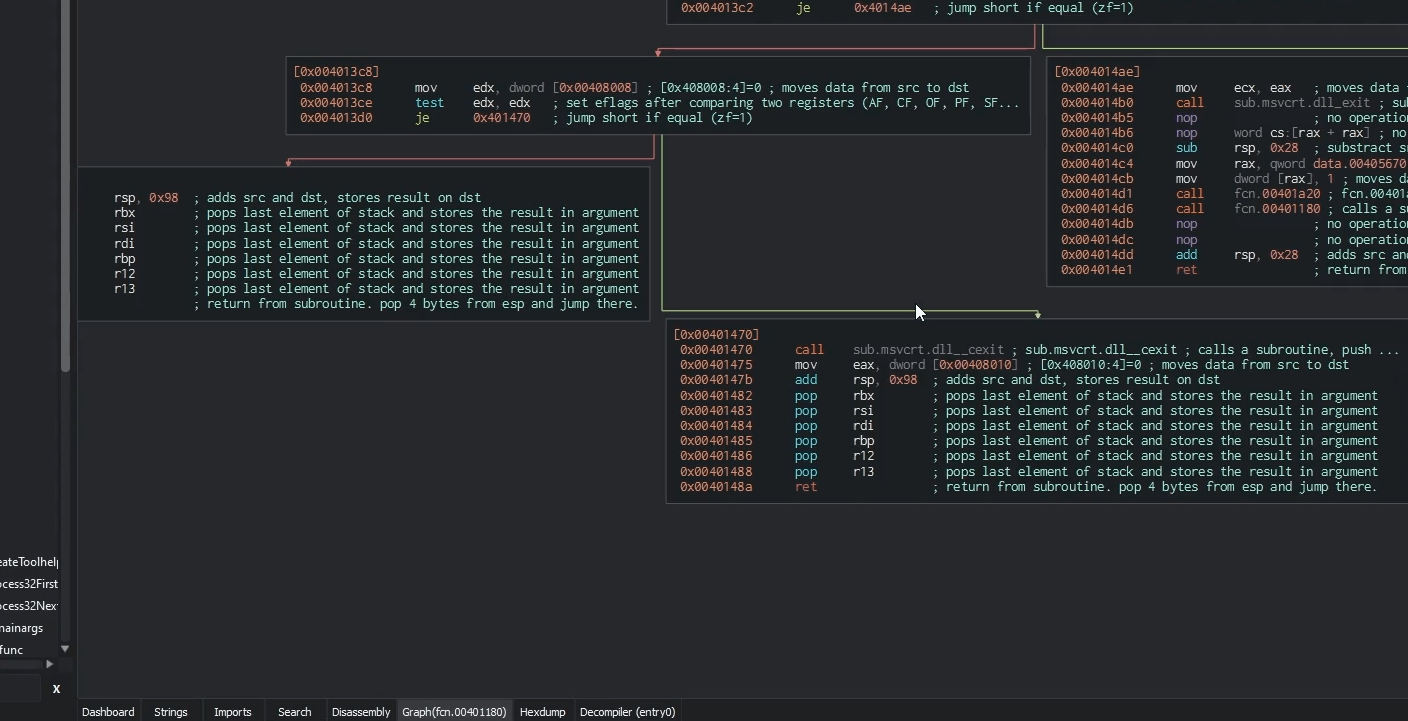 0x004013c2 je 0x4014ae ; jump short if equal (zf=1)
[0x004013c8]
0x004013c8 mov edx, dword [0x00408008] ; [0x408008:4]=0 ; moves data from src to dst
0x004013ce test edx, edx ; set eflags after comparing two registers (AF, CF, OF, PF, SF...
0x004013d0 je 0x401470 ; jump short if equal (zf=1)
[0x004014ae]
0x004014ae mov ecx, eax ; moves data
0x004014b0 call sub.msvcrt.dll_exit ; su
0x004014b5 nop ; no operatio
0x004014b6 nop word cs:[rax + rax] ; no
0x004014c0 sub rsp, 0x28 ; substract s
0x004014c4 mov rax, qword data.00405670
0x004014cb mov dword [rax], 1 ; moves da
0x004014d1 call fcn.00401a20 ; fcn.00401a
0x004014d6 call fcn.00401180 ; calls a su
0x004014db nop ; no operation
0x004014dc nop ; no operation
0x004014dd add rsp, 0x28 ; adds src and
0x004014e1 ret ; return from
rsp, 0x98 ; adds src and dst, stores result on dst
rbx ; pops last element of stack and stores the result in argument
rsi ; pops last element of stack and stores the result in argument
rdi ; pops last element of stack and stores the result in argument
rbp ; pops last element of stack and stores the result in argument
r12 ; pops last element of stack and stores the result in argument
r13 ; pops last element of stack and stores the result in argument
; return from subroutine. pop 4 bytes from esp and jump there.
[0x00401470]
0x00401470 call sub.msvcrt.dll__cexit ; sub.msvcrt.dll__cexit ; calls a subroutine, push ...
0x00401475 mov eax, dword [0x00408010] ; [0x408010:4]=0 ; moves data from src to dst
0x0040147b add rsp, 0x98 ; adds src and dst, stores result on dst
0x00401482 pop rbx ; pops last element of stack and stores the result in argument
0x00401483 pop rsi ; pops last element of stack and stores the result in argument
0x00401484 pop rdi ; pops last element of stack and stores the result in argument
0x00401485 pop rbp ; pops last element of stack and stores the result in argument
0x00401486 pop r12 ; pops last element of stack and stores the result in argument
0x00401488 pop r13 ; pops last element of stack and stores the result in argument
0x0040148a ret ; return from subroutine. pop 4 bytes from esp and jump there.
eateToolhelp
ocess32First
ocess32Nex
nainargs
func
X
Dashboard Strings Imports Search Disassembly Graph(fcn.00401180) Hexdump Decompiler (entry0)